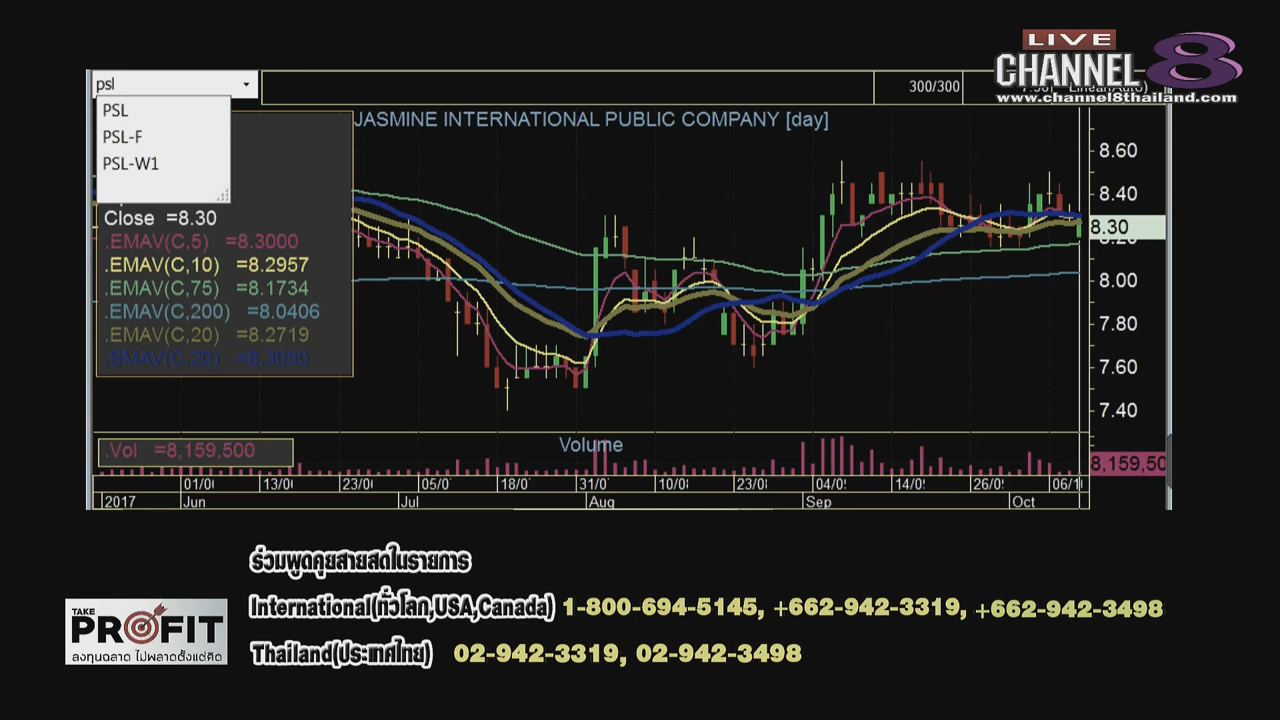 LIVE
CHANNEL 8
www.channel8thailand.com
psl
300/300
PSL
PSL-F
PSL-W1
JASMINE INTERNATIONAL PUBLIC COMPANY [day]
Close =8.30
.EMAV(C,5) =8.3000
.EMAV(C,10) =8.2957
.EMAV(C,75) =8.1734
.EMAV(C,200) =8.0406
.EMAV(C,20) =8.2719
.SMAV(C,20) =8.3050
8.60
8.40
8.30
8.20
8.00
7.80
7.60
7.40
Volume
.Vol =8,159,500
8,159,50
01/0 13/0 23/0 05/0 18/0 31/0 10/0 23/0 04/0 14/0 26/0 06/1
2017 Jun Jul Aug Sep Oct
ร่วมพูดคุยสายสดในรายการ
International(ทั่วโลก,USA,Canada) 1-800-694-5145, +662-942-3319, +662-942-3498
Thailand(ประเทศไทย) 02-942-3319, 02-942-3498
TAKE
PROFIT
ลงทุนฉลาด ไม่พลาดตั้งแต่คิด